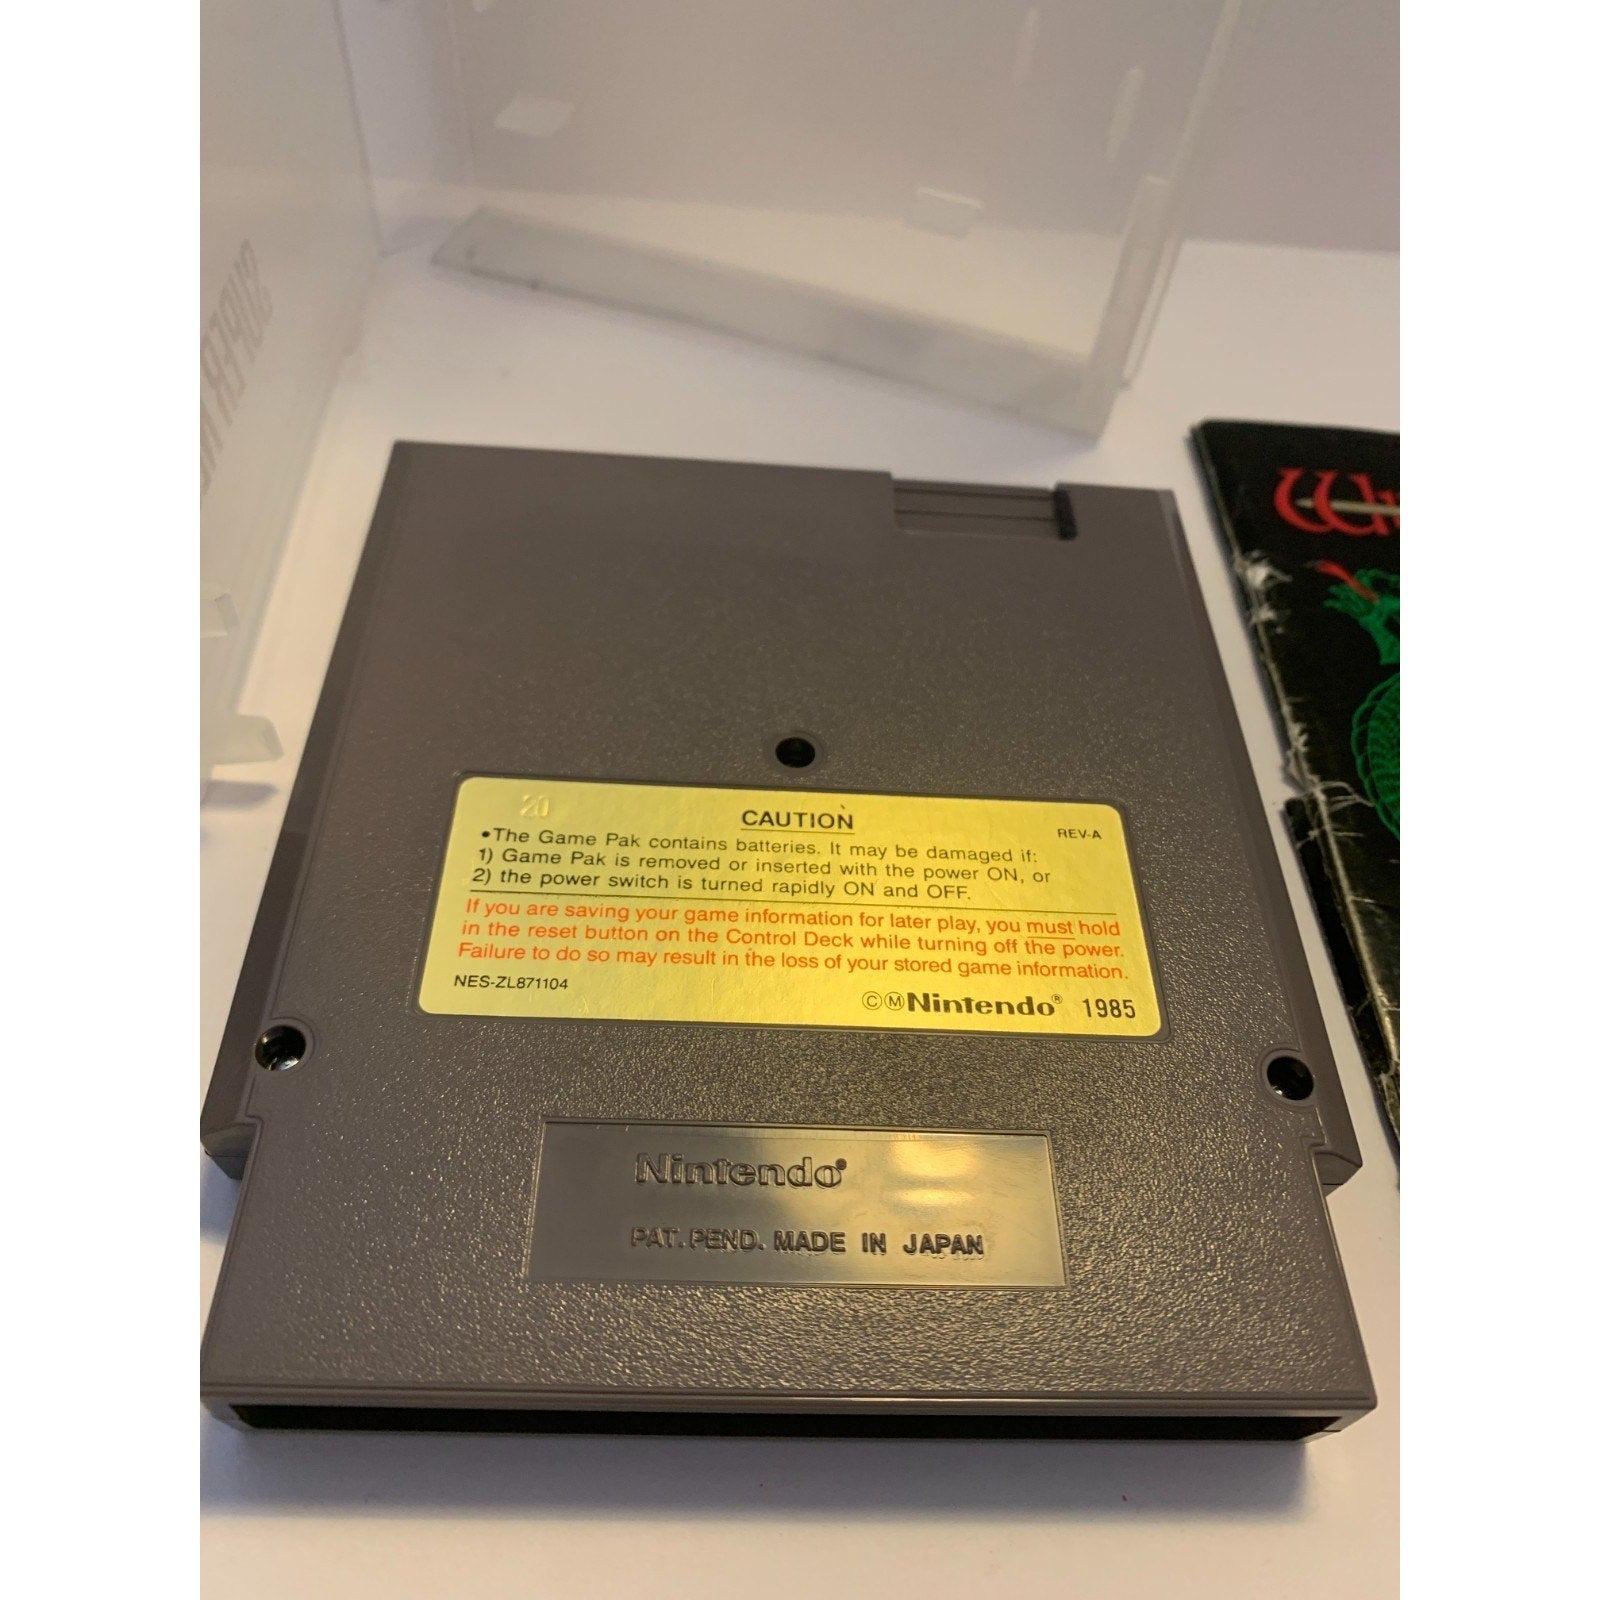 SUPER
20
CAUTION
REV-A
•The Game Pak contains batteries. It may be damaged if:
1) Game Pak is removed or inserted with the power ON, or
2) the power switch is turned rapidly ON and OFF.
If you are saving your game information for later play, you must hold
in the reset button on the Control Deck while turning off the power.
Failure to do so may result in the loss of your stored game information.
NES-ZL871104
©ⓂNintendo® 1985
Nintendo®
PAT. PEND. MADE IN JAPAN